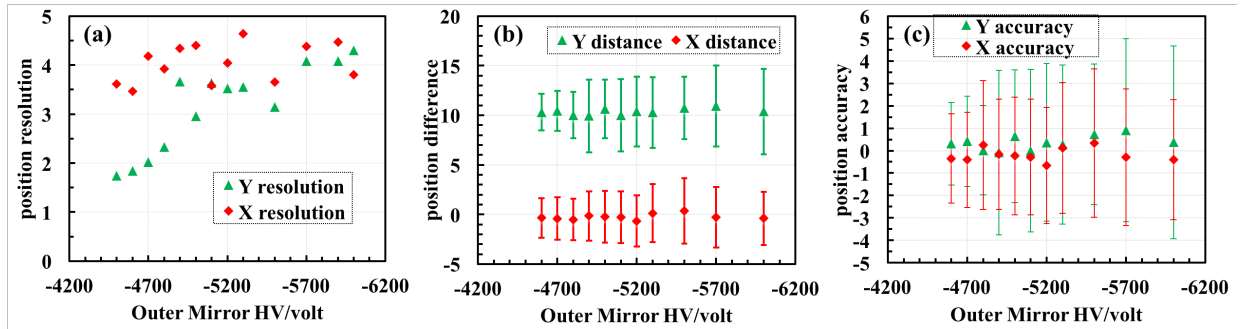 (a)
position resolution
5
4
3
2
1
0
Y resolution
X resolution
-4200 -4700 -5200 -5700 -6200
Outer Mirror HV/volt
(b)
position difference
20
15
10
5
0
-5
Y distance X distance
-4200 -4700 -5200 -5700 -6200
Outer Mirror HV/volt
(c)
position accuracy
6
5
4
3
2
1
0
-1
-2
-3
-4
-5
Y accuracy
X accuracy
-4200 -4700 -5200 -5700 -6200
Outer Mirror HV/volt